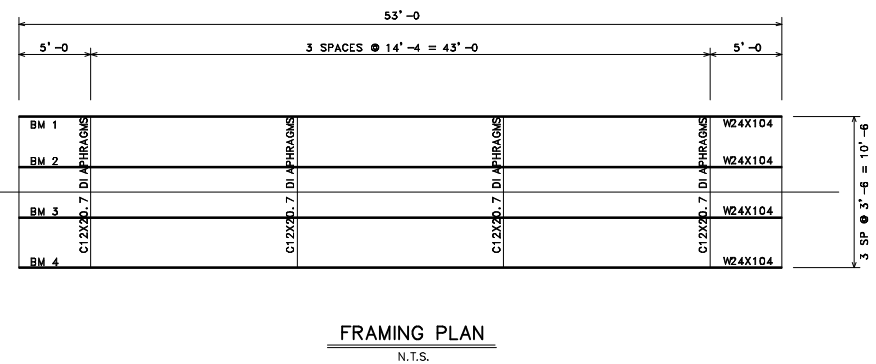 53'-0
5'-0
3 SPACES @ 14'-4 = 43'-0
5'-0
BM 1
W24X104
BM 2
W24X104
BM 3
W24X104
BM 4
W24X104
C12X20.7 DIAPHRAGMS
C12X20.7 DIAPHRAGMS
C12X20.7 DIAPHRAGMS
C12X20.7 DIAPHRAGMS
3 SP @ 3'-6 = 10'-6
FRAMING PLAN
N.T.S.